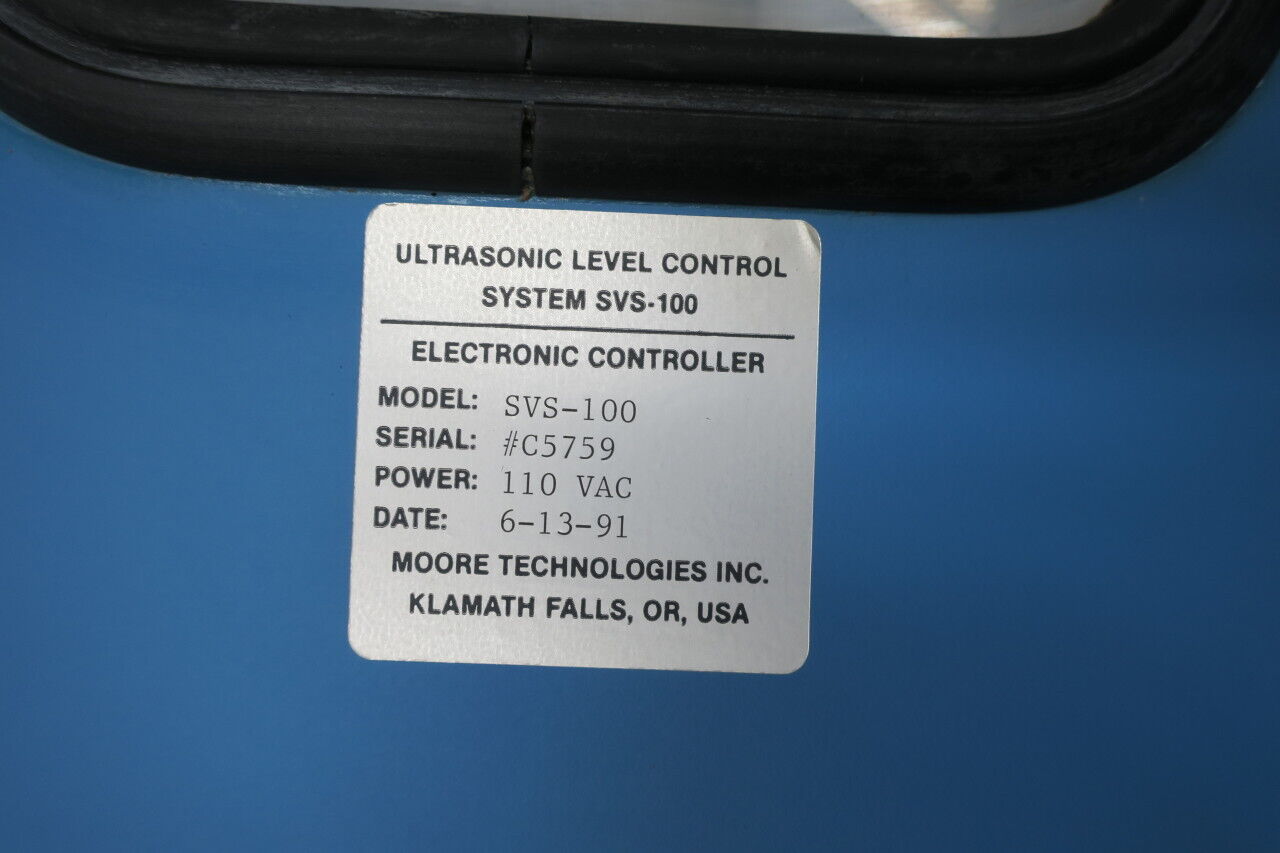 ULTRASONIC LEVEL CONTROL
SYSTEM SVS-100
ELECTRONIC CONTROLLER
MODEL: SVS-100
SERIAL: #C5759
POWER: 110 VAC
DATE: 6-13-91
MOORE TECHNOLOGIES INC.
KLAMATH FALLS, OR, USA